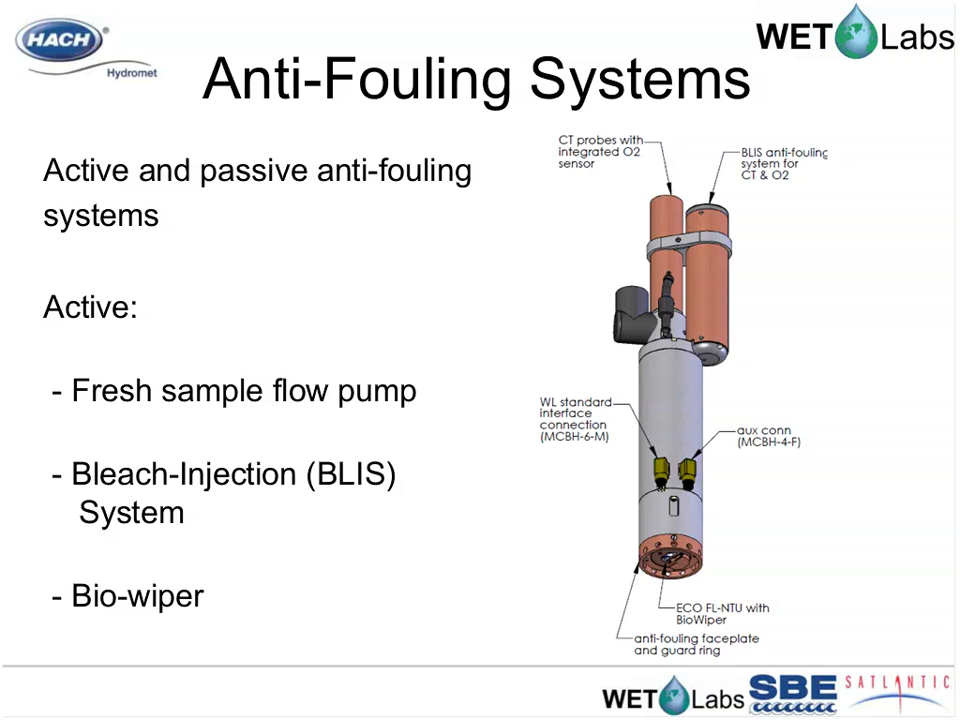 HACH
Hydromet
WET Labs
Anti-Fouling Systems
Active and passive anti-fouling
systems
Active:
- Fresh sample flow pump
- Bleach-Injection (BLIS)
System
- Bio-wiper
CT probes with
integrated O2
sensor
BLIS anti-fouling
system for
CT & O2
WL standard
interface
connection
(MCBH-6-M)
aux conn
(MCBH-4-F)
ECO FL-NTU with
BioWiper
anti-fouling faceplate
and guard ring
WET Labs
SBE
SATLANTIC